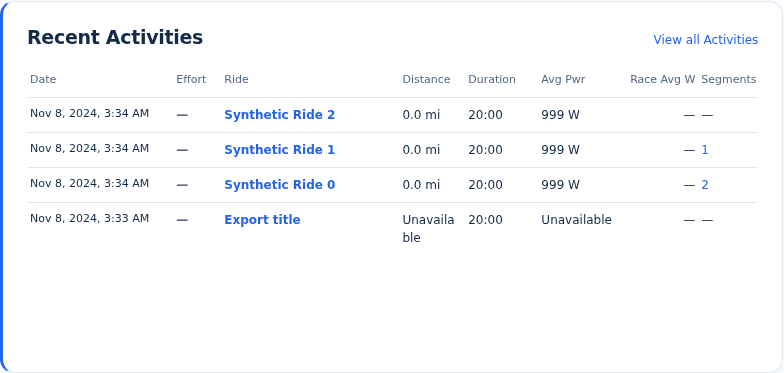 Recent Activities
View all Activities
Date Effort Ride Distance Duration Avg Pwr Race Avg W Segments
Nov 8, 2024, 3:34 AM — Synthetic Ride 2 0.0 mi 20:00 999 W — —
Nov 8, 2024, 3:34 AM — Synthetic Ride 1 0.0 mi 20:00 999 W — 1
Nov 8, 2024, 3:34 AM — Synthetic Ride 0 0.0 mi 20:00 999 W — 2
Nov 8, 2024, 3:33 AM — Export title Unavaila 20:00 Unavailable — —
ble